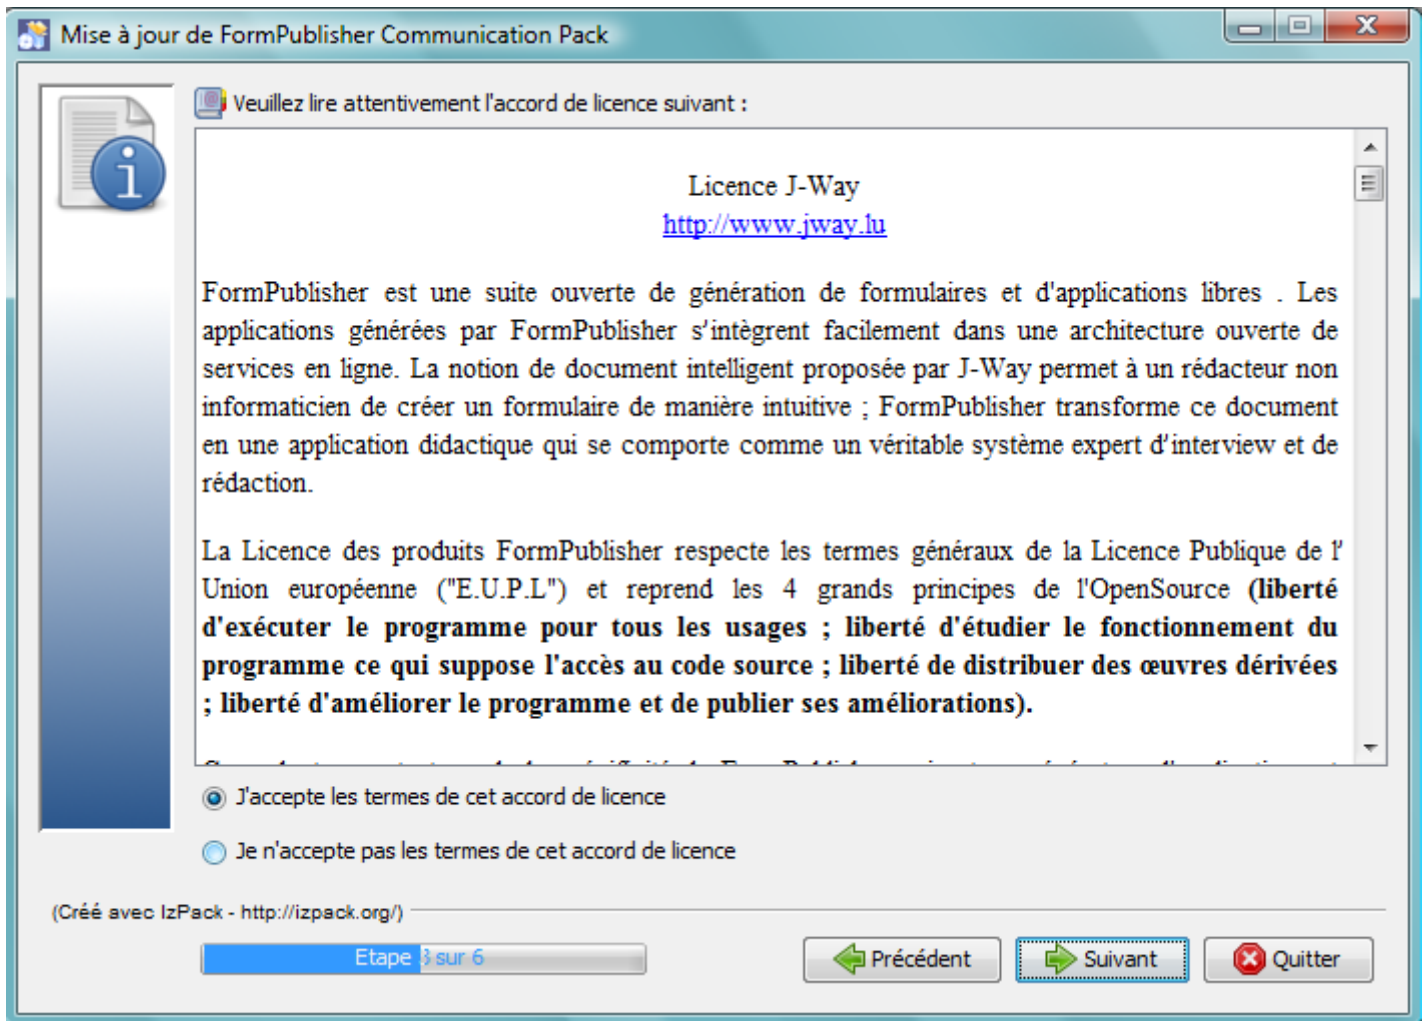 Mise à jour de FormPublisher Communication Pack
Veuillez lire attentivement l'accord de licence suivant :
Licence J-Way
http://www.jway.lu
FormPublisher est une suite ouverte de génération de formulaires et d'applications libres . Les
applications générées par FormPublisher s'intègrent facilement dans une architecture ouverte de
services en ligne. La notion de document intelligent proposée par J-Way permet à un rédacteur non
informaticien de créer un formulaire de manière intuitive ; FormPublisher transforme ce document
en une application didactique qui se comporte comme un véritable système expert d'interview et de
rédaction.
La Licence des produits FormPublisher respecte les termes généraux de la Licence Publique de l'
Union européenne ("E.U.P.L") et reprend les 4 grands principes de l'OpenSource (liberté
d'exécuter le programme pour tous les usages ; liberté d'étudier le fonctionnement du
programme ce qui suppose l'accès au code source ; liberté de distribuer des œuvres dérivées
; liberté d'améliorer le programme et de publier ses améliorations).
J'accepte les termes de cet accord de licence
Je n'accepte pas les termes de cet accord de licence
(Créé avec IzPack - http://izpack.org/)
Etape 3 sur 6
Précédent
Suivant
Quitter